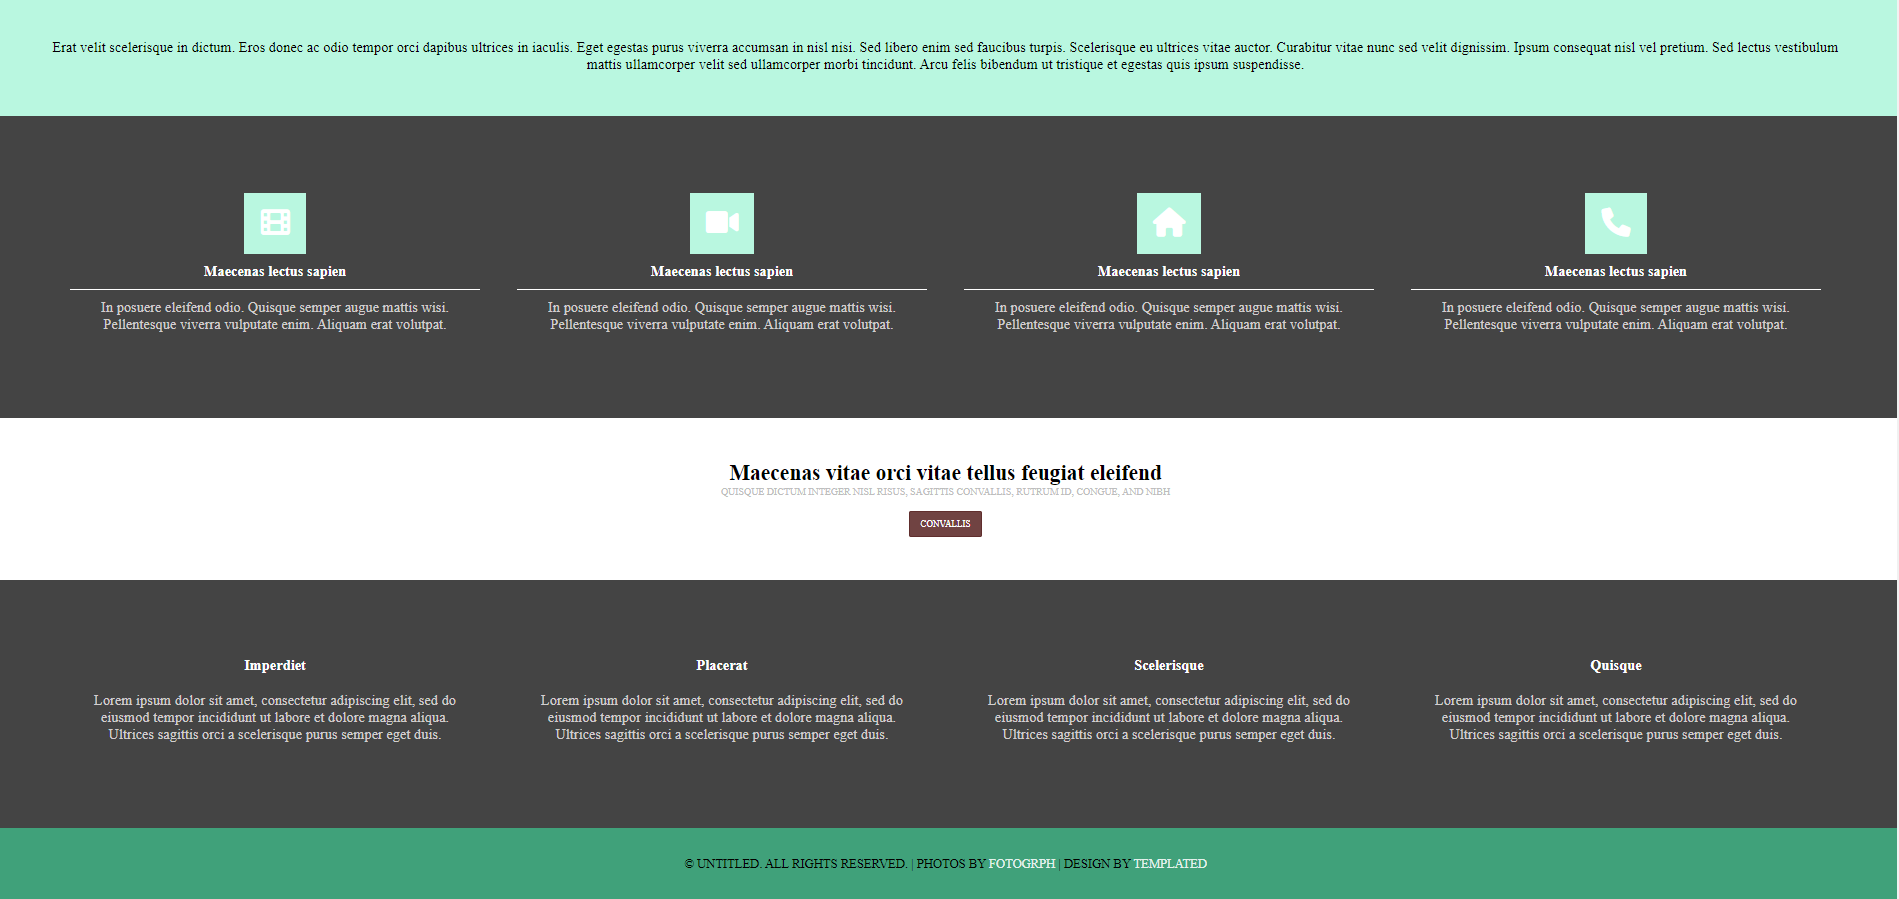 Erat velit scelerisque in dictum. Eros donec ac odio tempor orci dapibus ultrices in iaculis. Eget egestas purus viverra accumsan in nisl nisi. Sed libero enim sed faucibus turpis. Scelerisque eu ultrices vitae auctor. Curabitur vitae nunc sed velit dignissim. Ipsum consequat nisl vel pretium. Sed lectus vestibulum
mattis ullamcorper velit sed ullamcorper morbi tincidunt. Arcu felis bibendum ut tristique et egestas quis ipsum suspendisse.
Maecenas lectus sapien
In posuere eleifend odio. Quisque semper augue mattis wisi.
Pellentesque viverra vulputate enim. Aliquam erat volutpat.
Maecenas lectus sapien
In posuere eleifend odio. Quisque semper augue mattis wisi.
Pellentesque viverra vulputate enim. Aliquam erat volutpat.
Maecenas lectus sapien
In posuere eleifend odio. Quisque semper augue mattis wisi.
Pellentesque viverra vulputate enim. Aliquam erat volutpat.
Maecenas lectus sapien
In posuere eleifend odio. Quisque semper augue mattis wisi.
Pellentesque viverra vulputate enim. Aliquam erat volutpat.
Maecenas vitae orci vitae tellus feugiat eleifend
QUISQUE DICTUM INTEGER NISL RISUS, SAGITTIS CONVALLIS, RUTRUM ID, CONGUE, AND NIBH
CONVALLIS
Imperdiet
Lorem ipsum dolor sit amet, consectetur adipiscing elit, sed do
eiusmod tempor incididunt ut labore et dolore magna aliqua.
Ultrices sagittis orci a scelerisque purus semper eget duis.
Placerat
Lorem ipsum dolor sit amet, consectetur adipiscing elit, sed do
eiusmod tempor incididunt ut labore et dolore magna aliqua.
Ultrices sagittis orci a scelerisque purus semper eget duis.
Scelerisque
Lorem ipsum dolor sit amet, consectetur adipiscing elit, sed do
eiusmod tempor incididunt ut labore et dolore magna aliqua.
Ultrices sagittis orci a scelerisque purus semper eget duis.
Quisque
Lorem ipsum dolor sit amet, consectetur adipiscing elit, sed do
eiusmod tempor incididunt ut labore et dolore magna aliqua.
Ultrices sagittis orci a scelerisque purus semper eget duis.
© UNTITLED. ALL RIGHTS RESERVED. | PHOTOS BY FOTOGRPH | DESIGN BY TEMPLATED